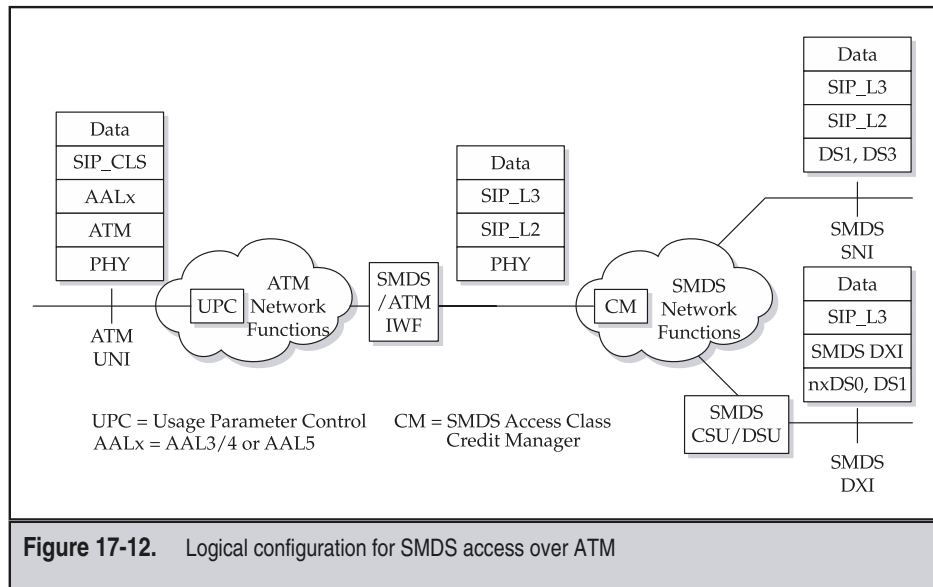 Data
SIP_CLS
AALx
ATM
PHY
ATM
UNI
UPC
ATM
Network
Functions
SMDS
/ATM
IWF
Data
SIP_L3
SIP_L2
PHY
CM
SMDS
Network
Functions
Data
SIP_L3
SIP_L2
DS1, DS3
SMDS
SNI
Data
SIP_L3
SMDS DXI
nxDS0, DS1
SMDS
CSU/DSU
SMDS
DXI
UPC = Usage Parameter Control
AALx = AAL3/4 or AAL5
CM = SMDS Access Class
Credit Manager
Figure 17-12. Logical configuration for SMDS access over ATM